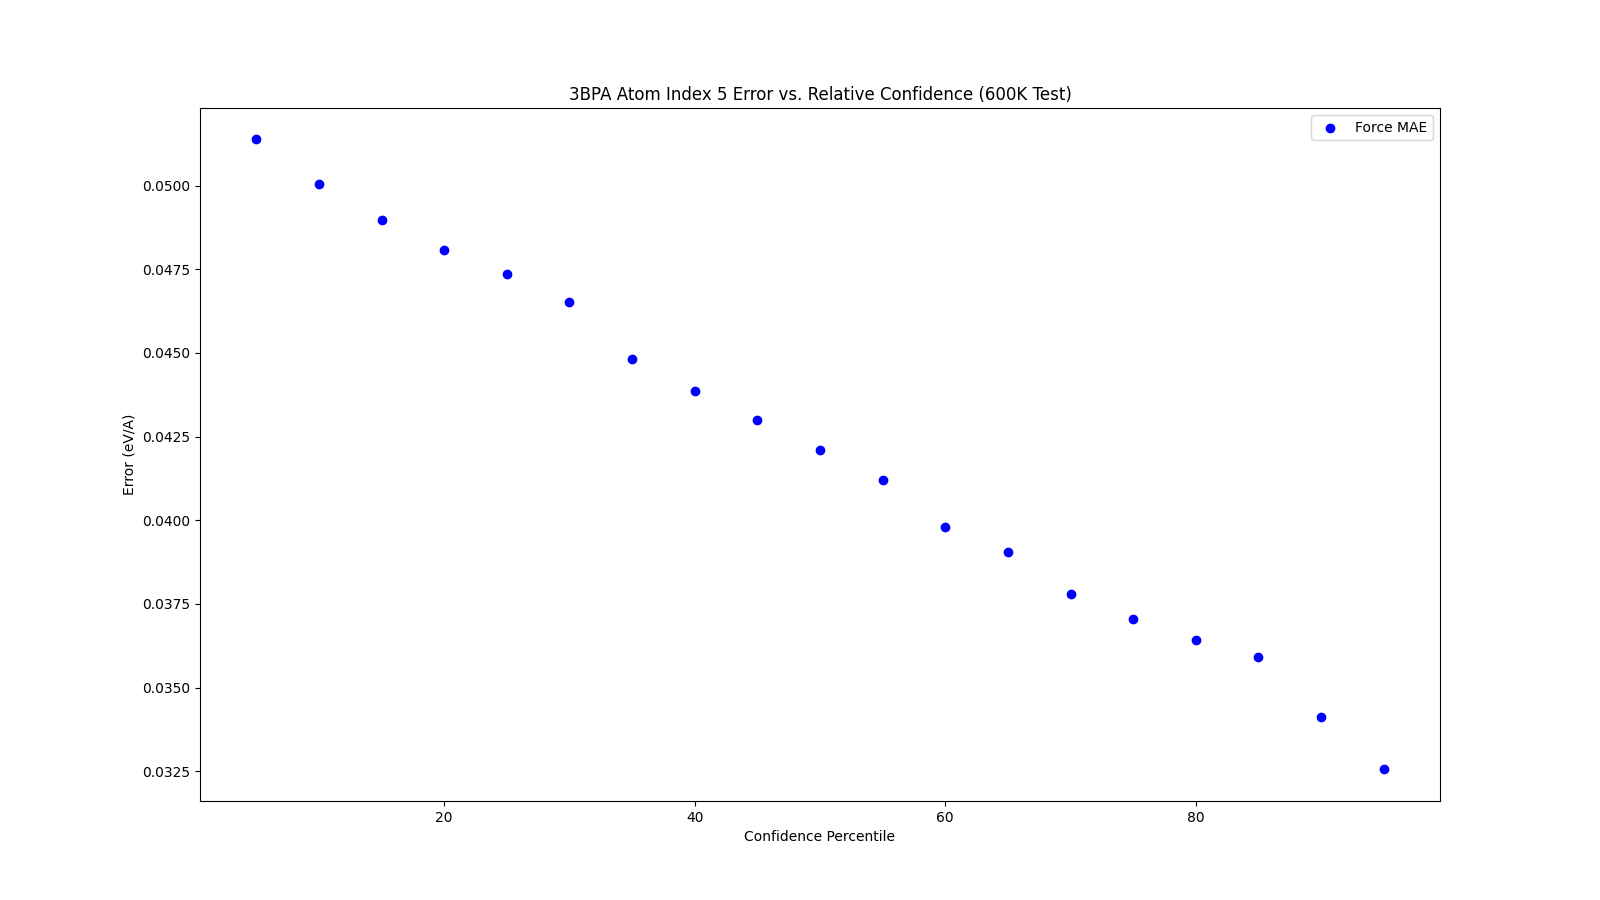 3BPA Atom Index 5 Error vs. Relative Confidence (600K Test)
Force MAE
0.0500
0.0475
0.0450
0.0425
0.0400
0.0375
0.0350
0.0325
Error (eV/A)
20 40 60 80
Confidence Percentile